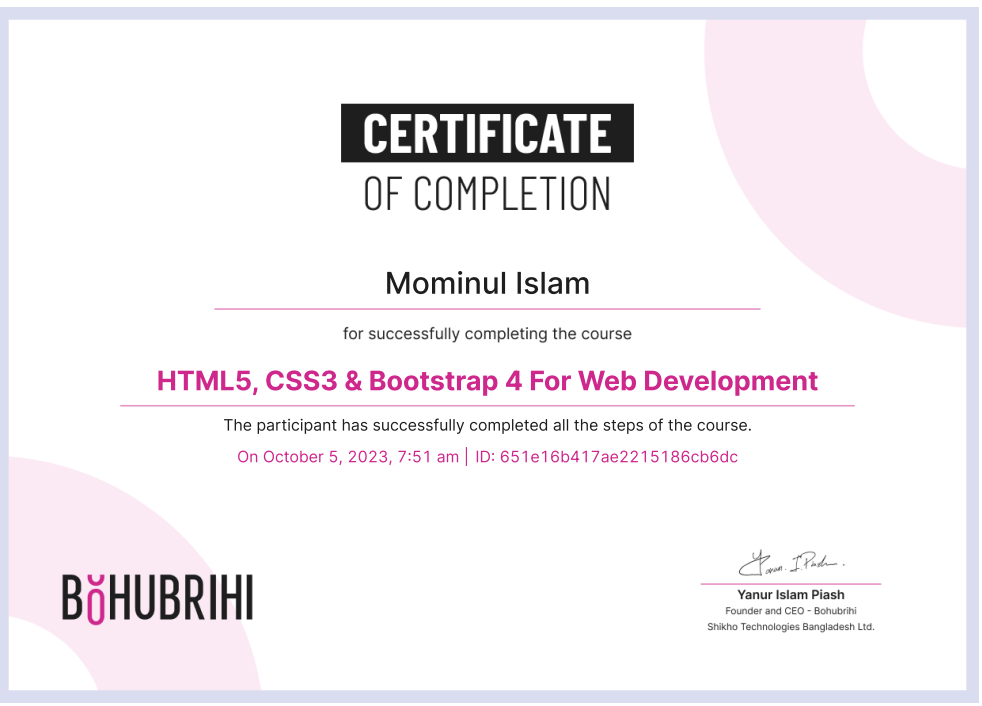 CERTIFICATE
OF COMPLETION
Mominul Islam
for successfully completing the course
HTML5, CSS3 & Bootstrap 4 For Web Development
The participant has successfully completed all the steps of the course.
On October 5, 2023, 7:51 am | ID: 651e16b417ae2215186cb6dc
BOHUBRIHI
Yanur I. Piash.
Yanur Islam Piash
Founder and CEO - Bohubrihi
Shikho Technologies Bangladesh Ltd.